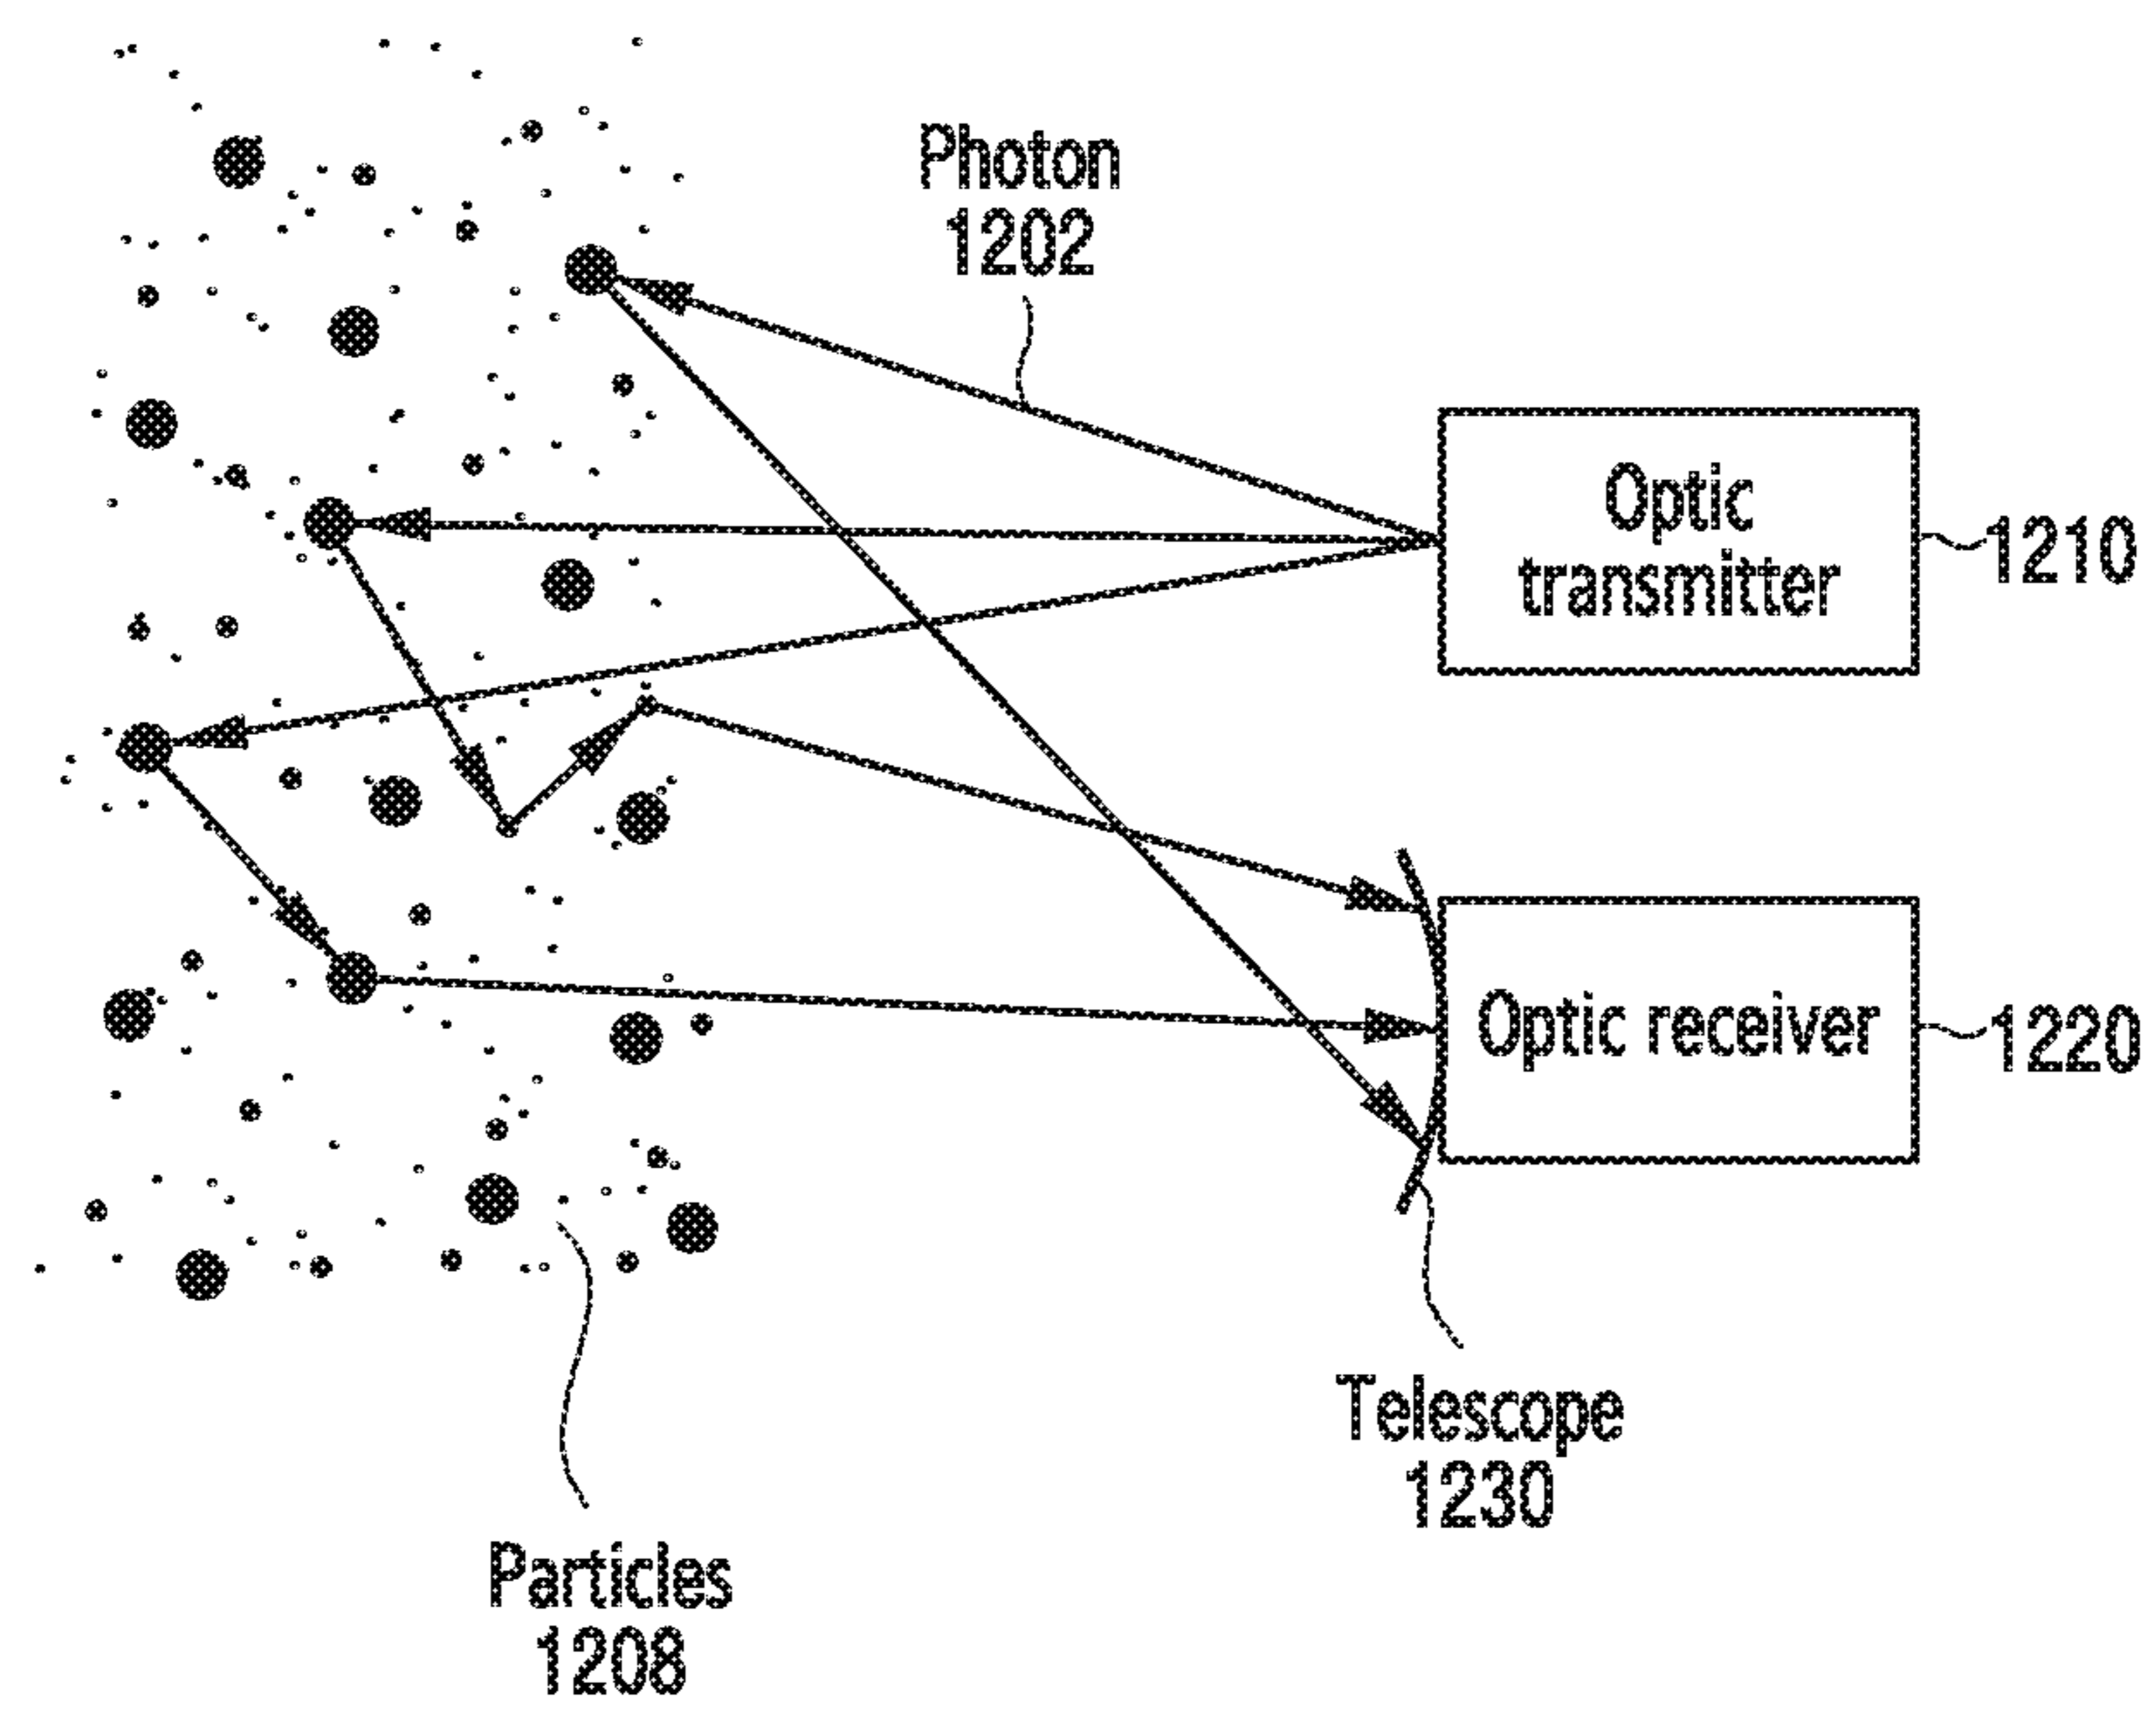 Photon
1202
Optic
transmitter
1210
Optic receiver
1220
Telescope
1230
Particles
1208